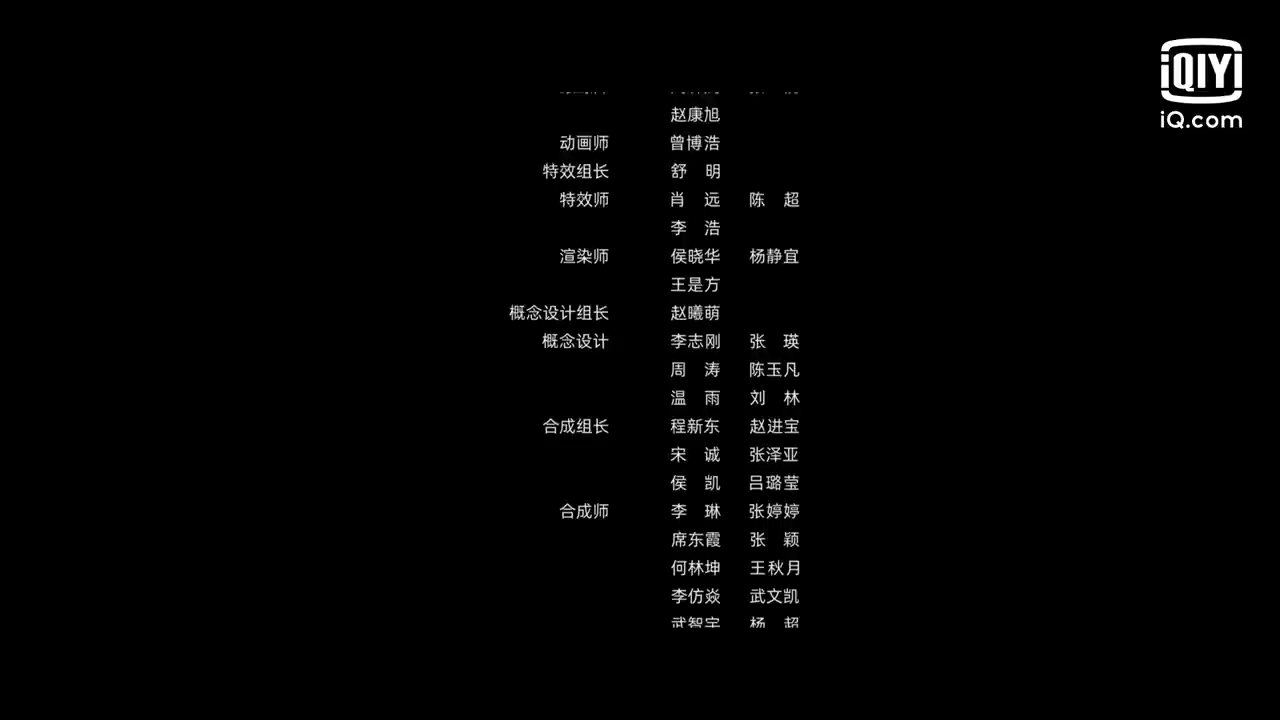 iQIYI
iQ.com
赵康旭
动画师 曾博浩
特效组长 舒 明
特效师 肖 远 陈 超
李 浩
渲染师 侯晓华 杨静宜
王是方
概念设计组长 赵曦萌
概念设计 李志刚 张 瑛
周 涛 陈玉凡
温 雨 刘 林
合成组长 程新东 赵进宝
宋 诚 张泽亚
侯 凯 吕璐莹
合成师 李 琳 张婷婷
席东霞 张 颖
何林坤 王秋月
李仿焱 武文凯
武智宇 杨 超